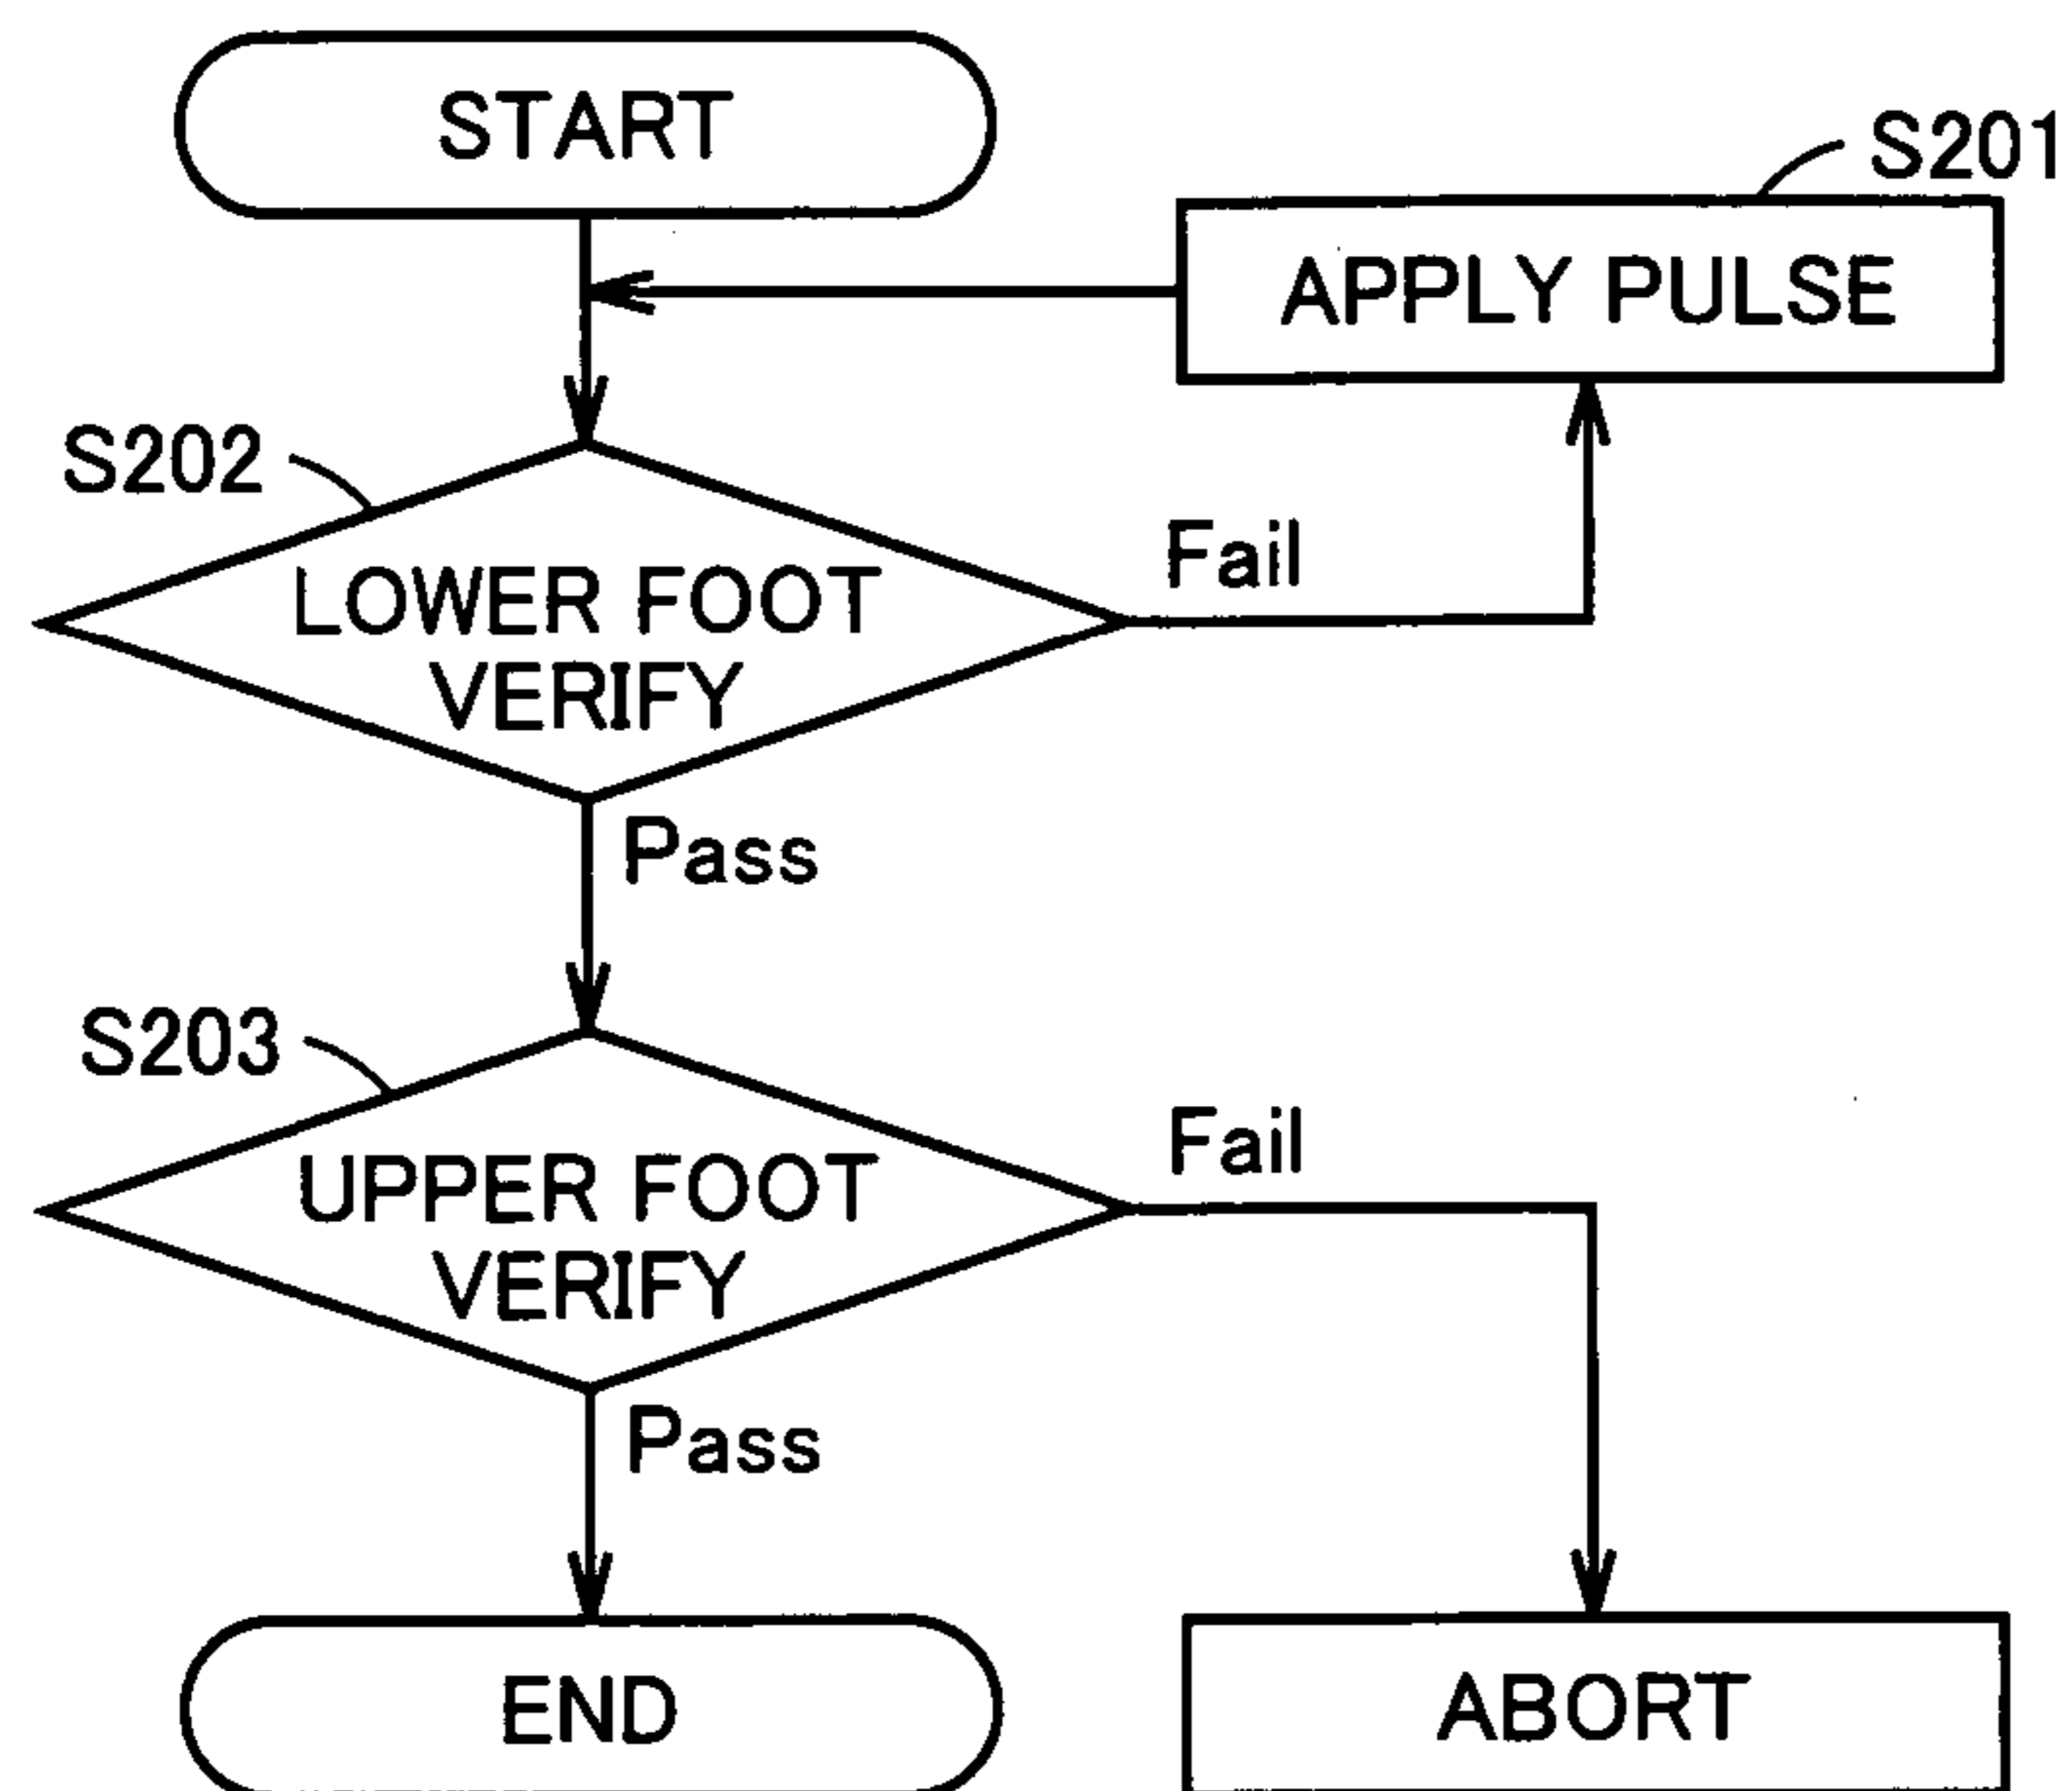 START
S201
APPLY PULSE
S202
LOWER FOOT
VERIFY
Fail
Pass
S203
UPPER FOOT
VERIFY
Fail
Pass
END
ABORT